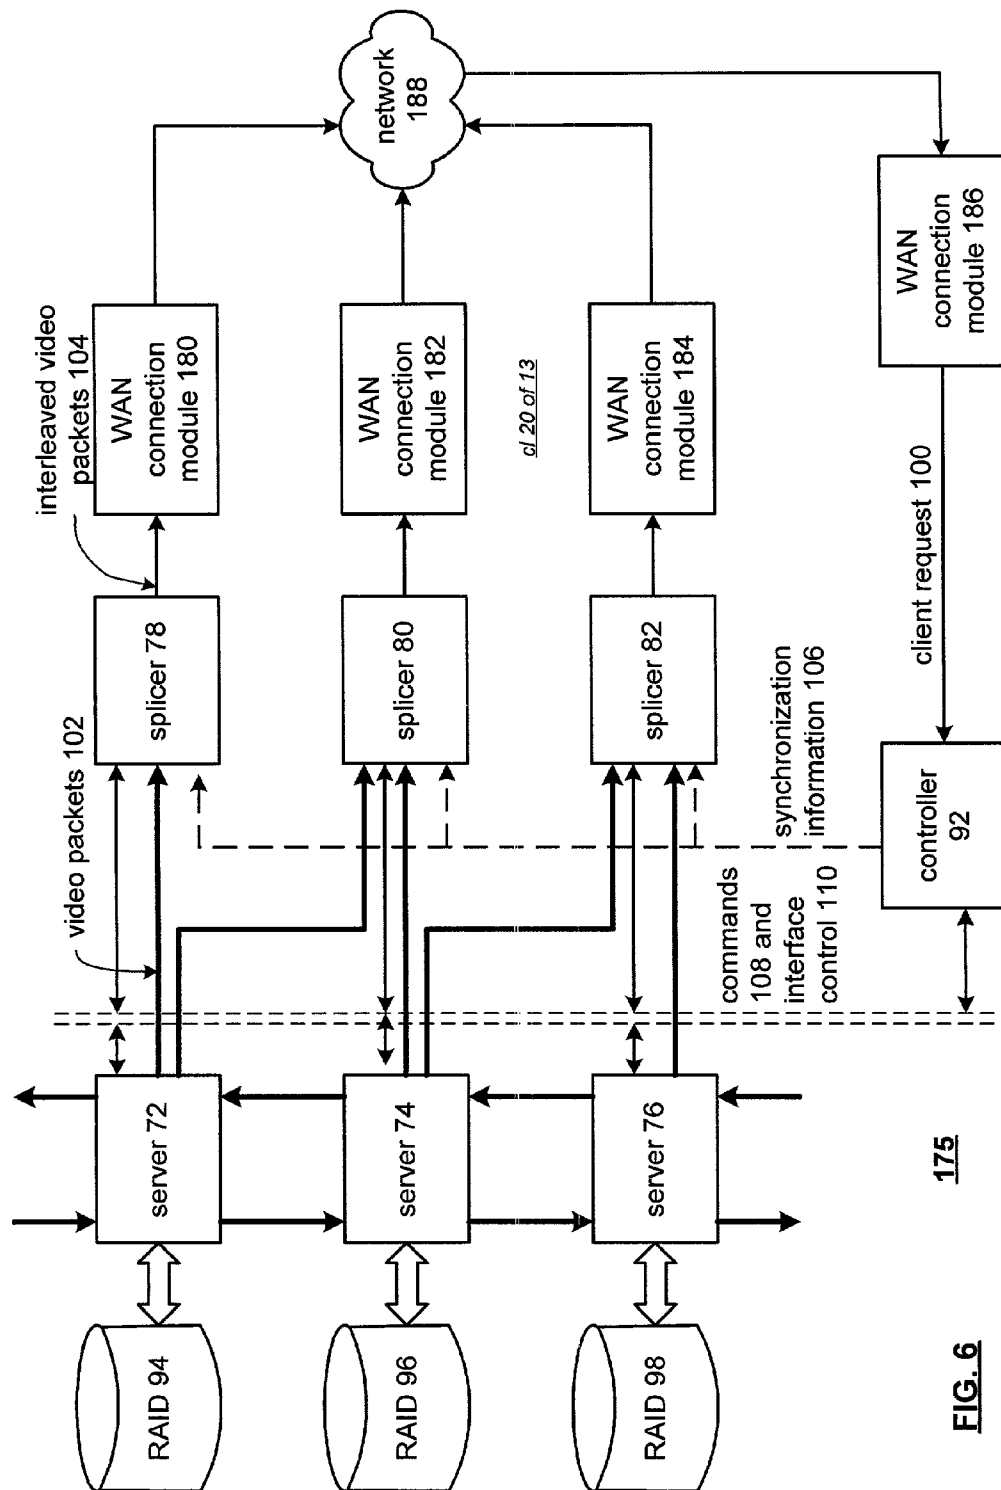 RAID 94
RAID 96
RAID 98
server 72
server 74
server 76
video packets 102
commands
108 and
interface
control 110
synchronization
information 106
controller
92
splicer 78
splicer 80
splicer 82
interleaved video
packets 104
WAN
connection
module 180
WAN
connection
module 182
WAN
connection
module 184
cl 20 of 13
client request 100
WAN
connection
module 186
network
188
175
FIG. 6